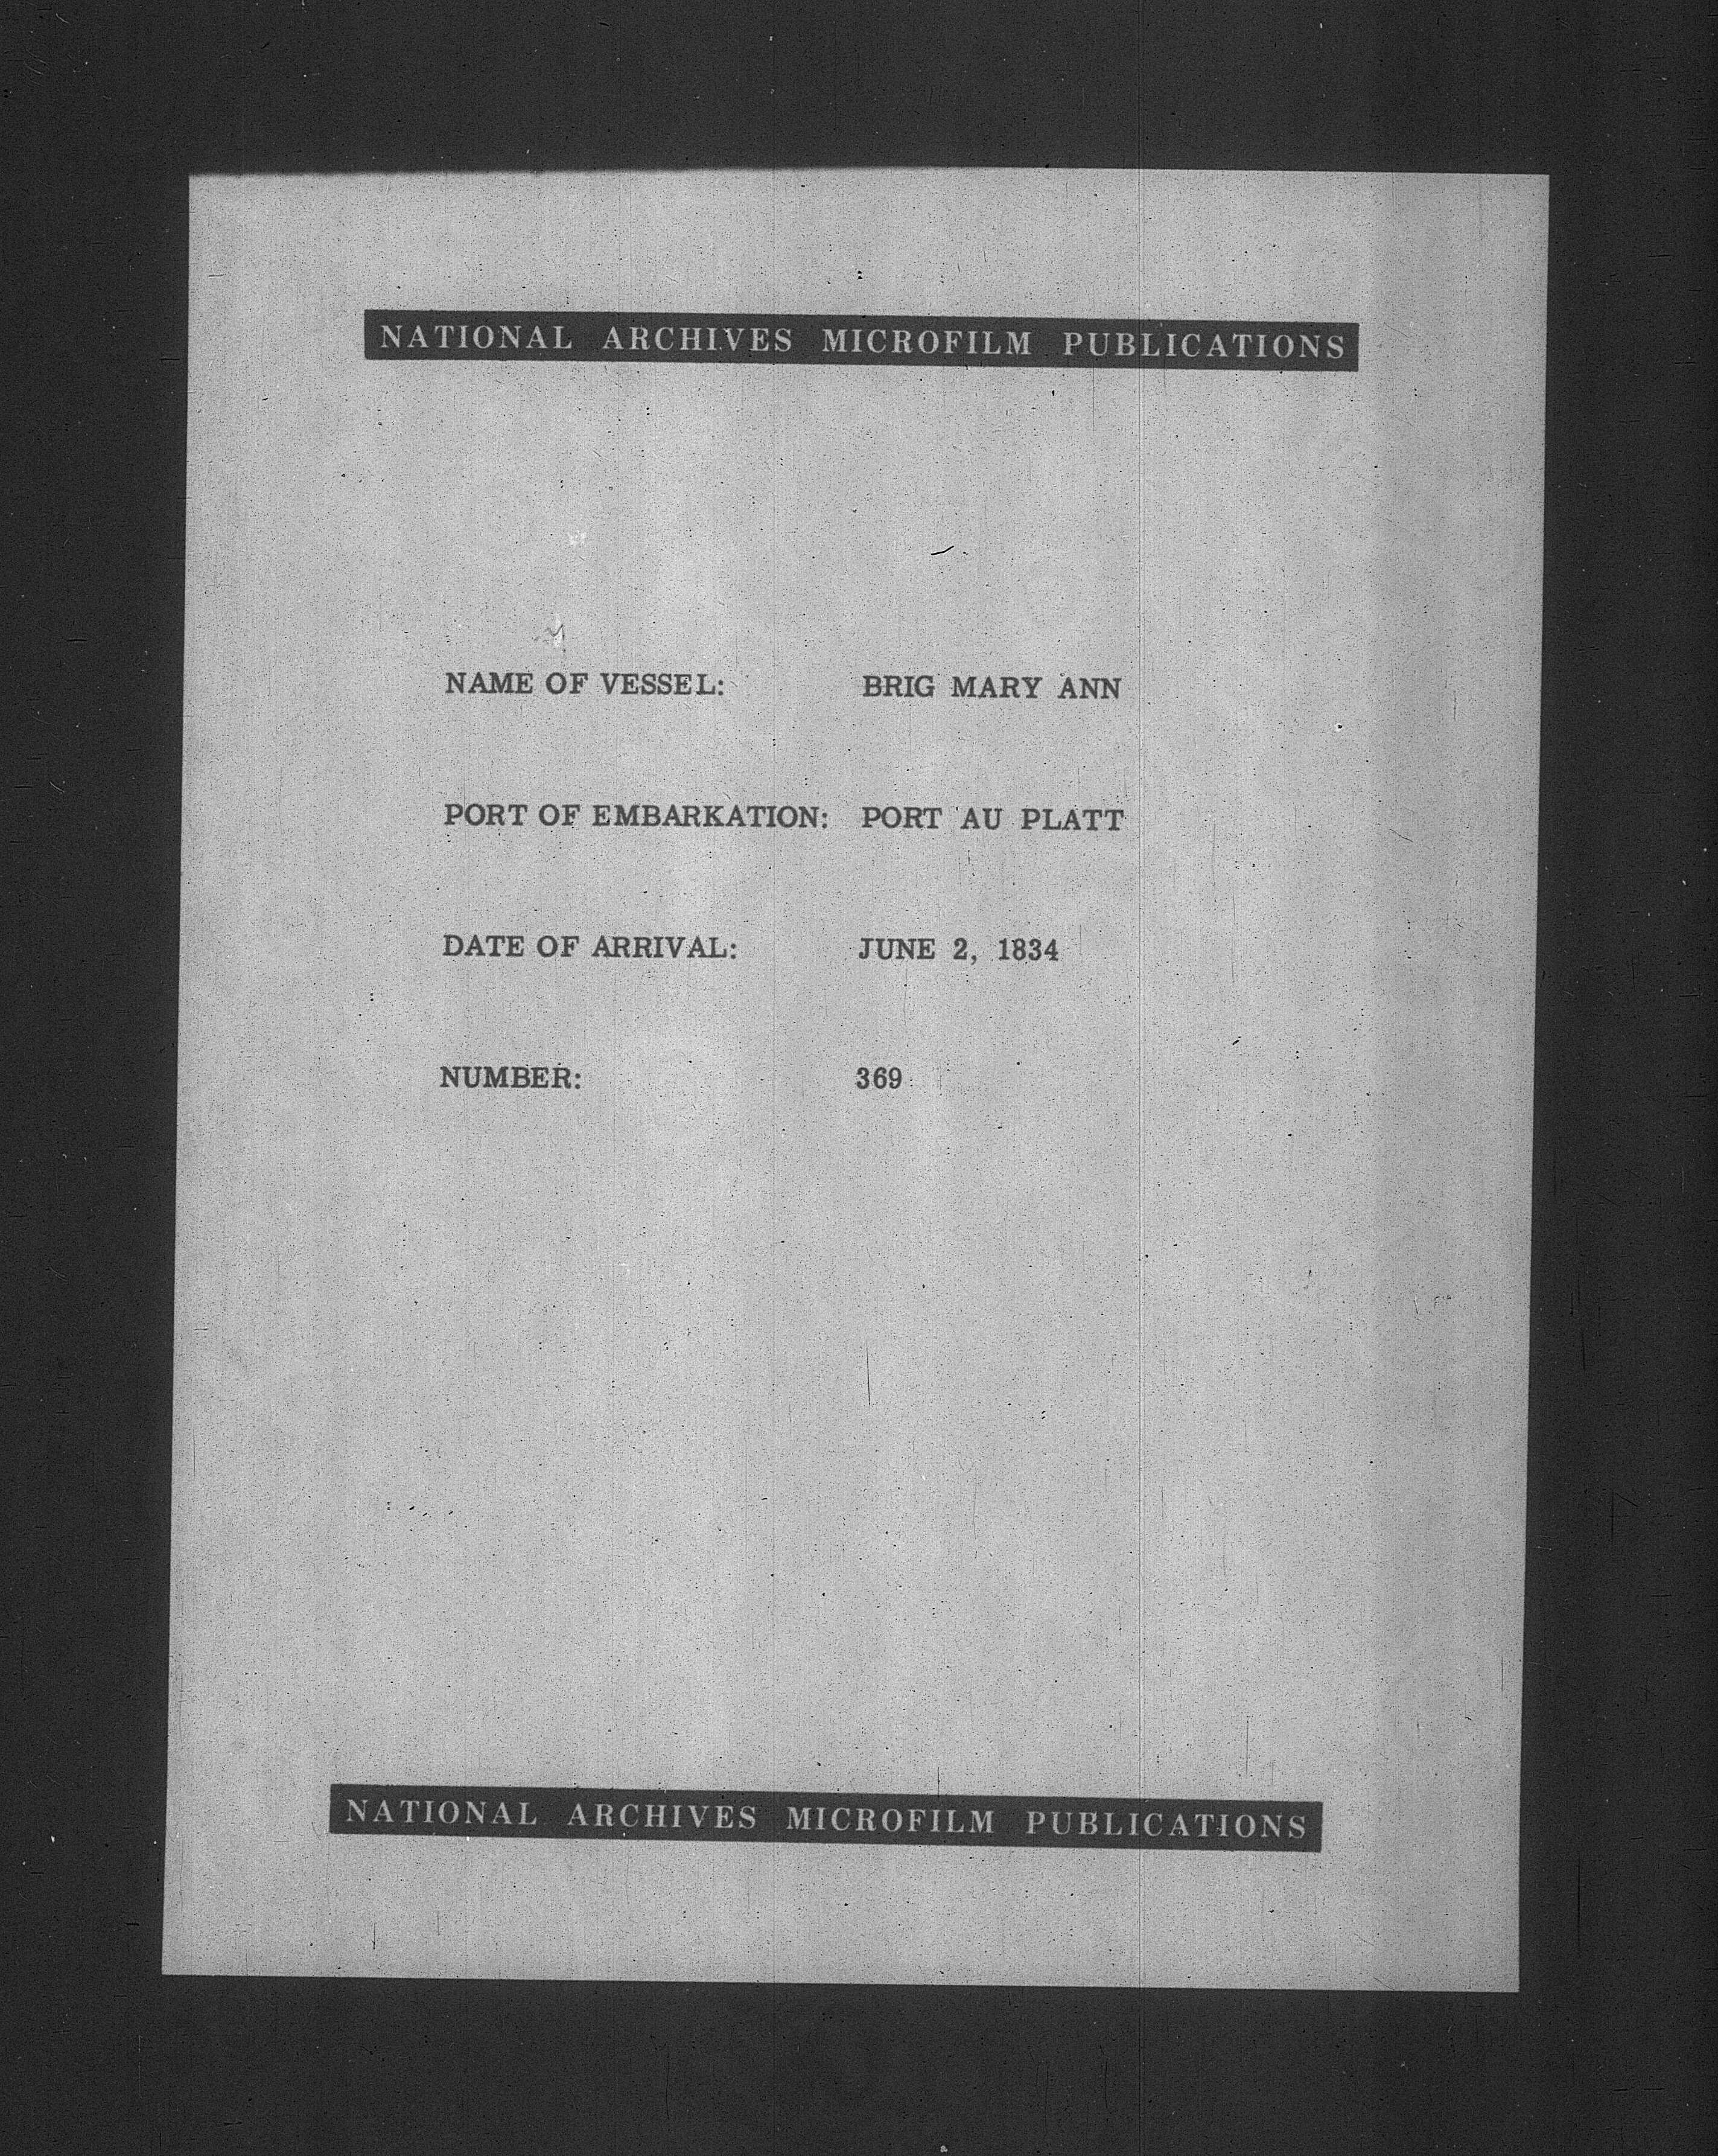 NATIONAL ARCHIVES MICROFILM PUBLICATIONS
NAME OF VESSEL: BRIG MARY ANN
PORT OF EMBARKATION: PORT AU PLATT
DATE OF ARRIVAL: JUNE 2, 1834
NUMBER: 369
NATIONAL ARCHIVES MICROFILM PUBLICATIONS